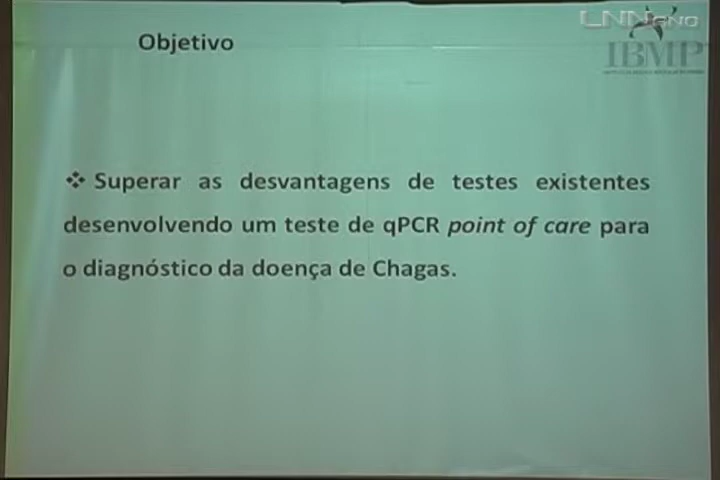 LNN
Objetivo
IBMP
❖ Superar as desvantagens de testes existentes
desenvolvendo um teste de qPCR point of care para
o diagnóstico da doença de Chagas.